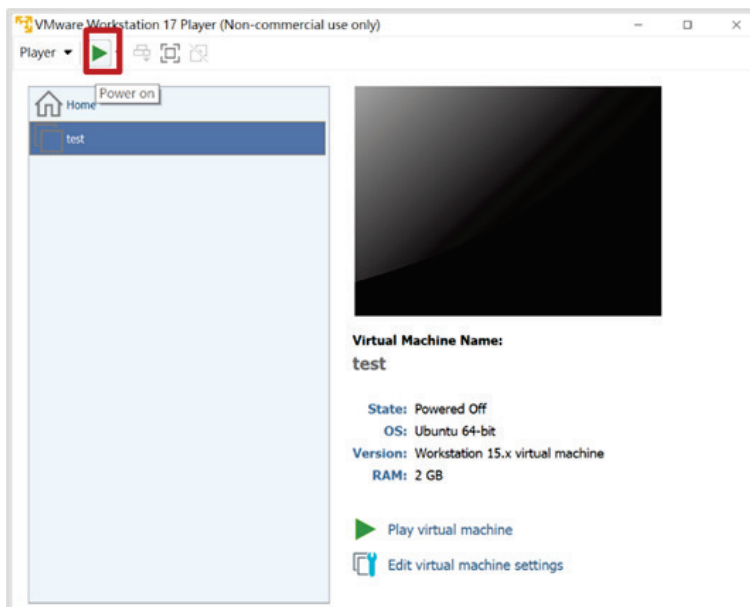 VMware Workstation 17 Player (Non-commercial use only)
Player
Power on
Home
test
Virtual Machine Name:
test
State: Powered Off
OS: Ubuntu 64-bit
Version: Workstation 15.x virtual machine
RAM: 2 GB
Play virtual machine
Edit virtual machine settings